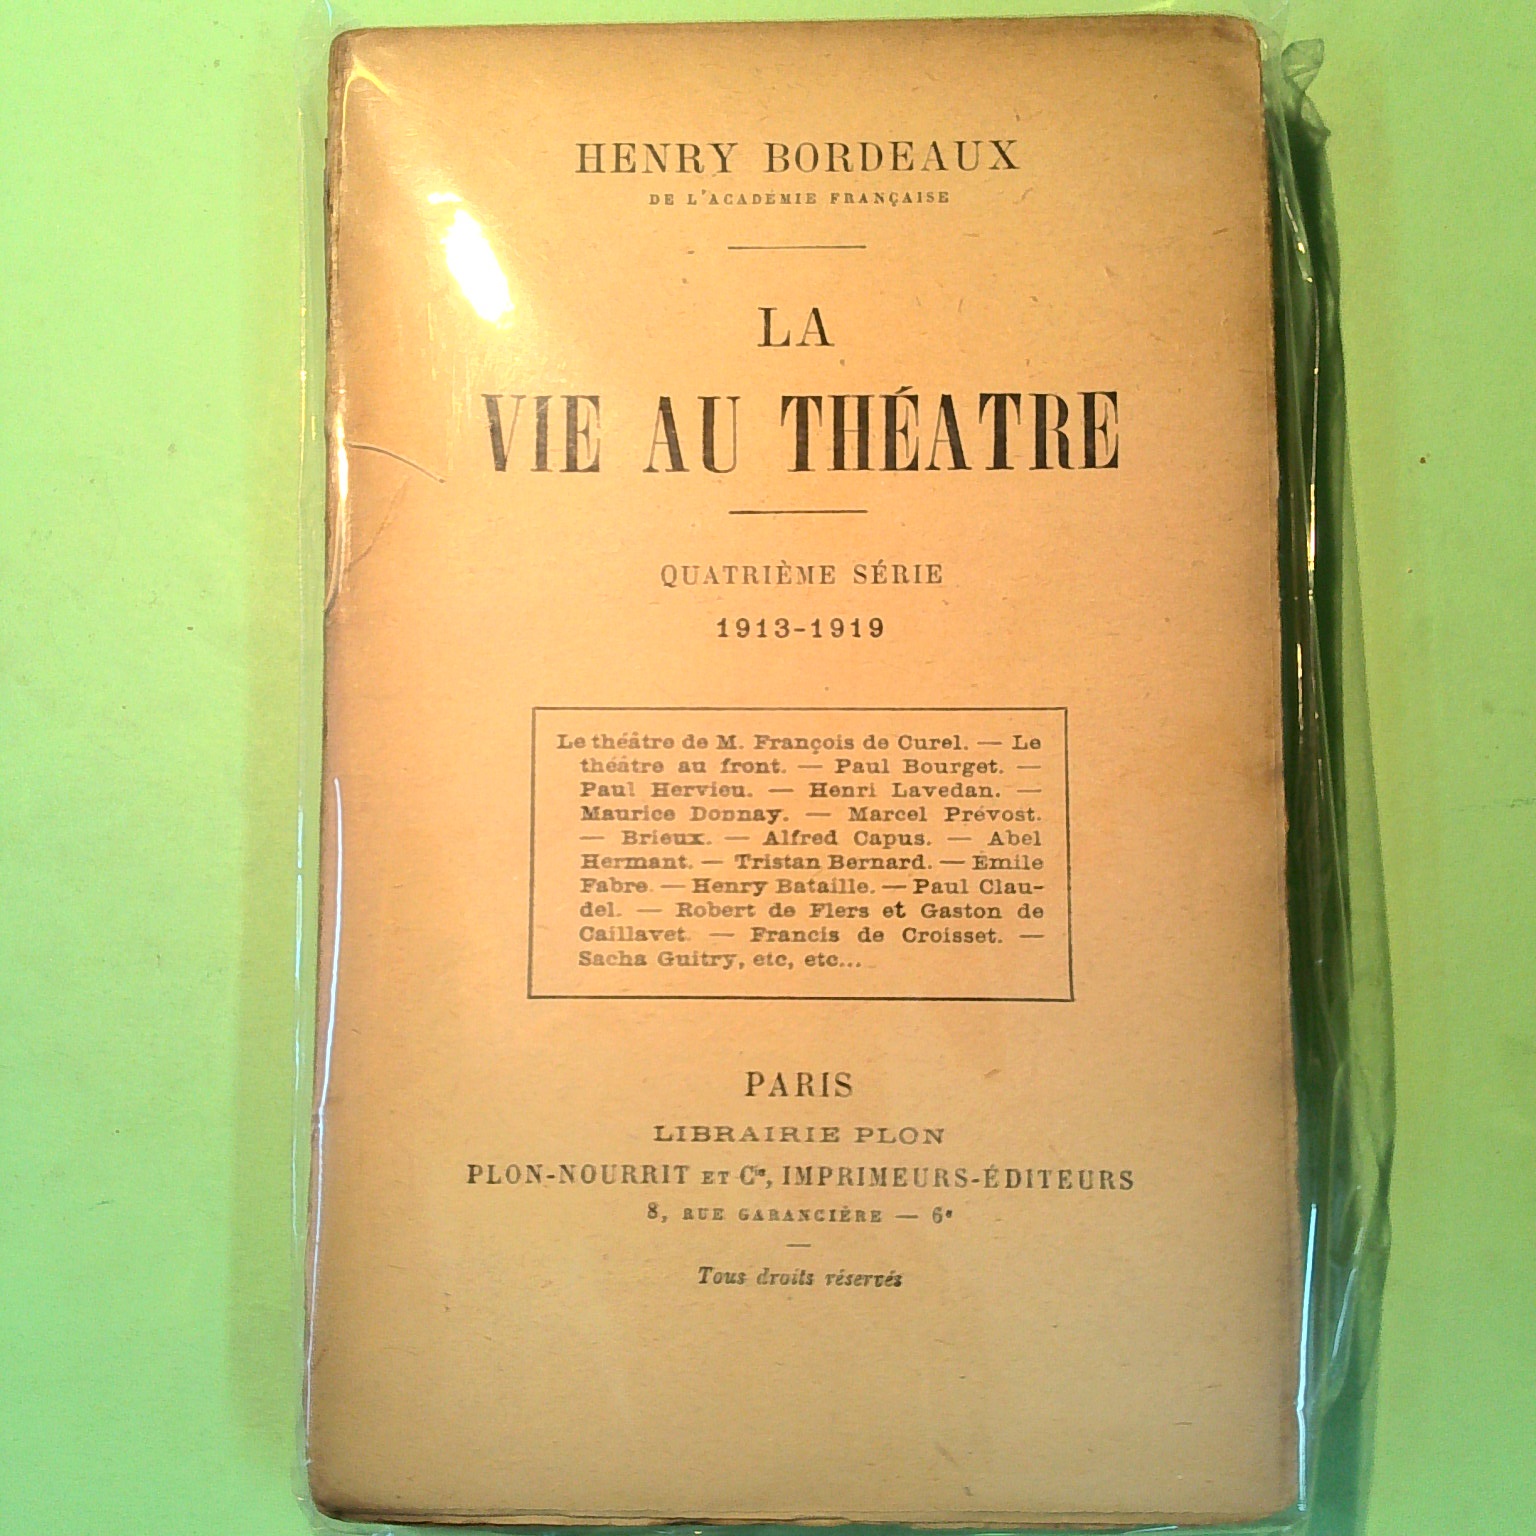 HENRY BORDEAUX
DE L'ACADÉMIE FRANÇAISE
LA
VIE AU THÉATRE
QUATRIÈME SÉRIE
1913-1919
Le théâtre de M. François de Curel. — Le
théâtre au front. — Paul Bourget. —
Paul Hervieu. — Henri Lavedan. —
Maurice Donnay. — Marcel Prévost.
— Brieux. — Alfred Capus. — Abel
Hermant. — Tristan Bernard. — Émile
Fabre. — Henry Bataille. — Paul Clau-
del. — Robert de Flers et Gaston de
Caillavet. — Francis de Croisset. —
Sacha Guitry, etc, etc...
PARIS
LIBRAIRIE PLON
PLON-NOURRIT ET Cie, IMPRIMEURS-ÉDITEURS
8, RUE GARANCIÈRE — 6e
Tous droits réservés